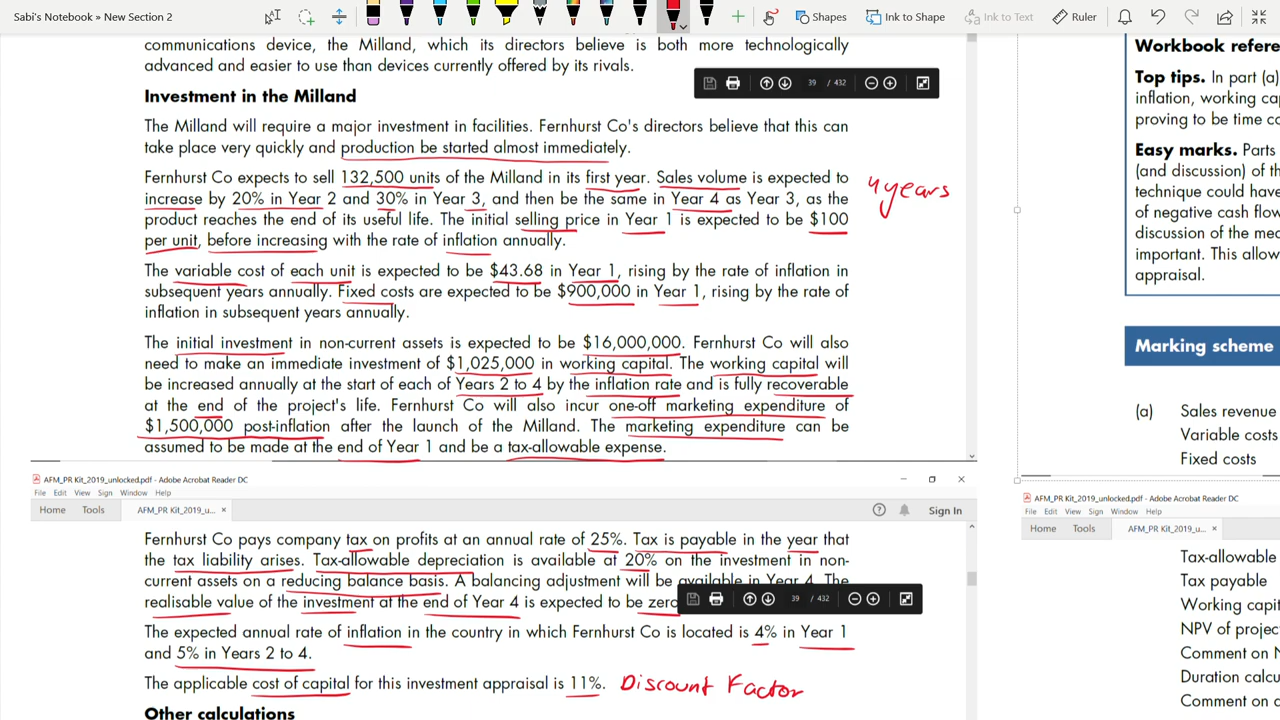 Sabi's Notebook » New Section 2
Shapes
Ink to Shape
Ink to Text
Ruler
communications device, the Milland, which its directors believe is both more technologically
advanced and easier to use than devices currently offered by its rivals.
39 / 432
Investment in the Milland
The Milland will require a major investment in facilities. Fernhurst Co's directors believe that this can
take place very quickly and production be started almost immediately.
Fernhurst Co expects to sell 132,500 units of the Milland in its first year. Sales volume is expected to
increase by 20% in Year 2 and 30% in Year 3, and then be the same in Year 4 as Year 3, as the
product reaches the end of its useful life. The initial selling price in Year 1 is expected to be $100
per unit, before increasing with the rate of inflation annually.
4 years
The variable cost of each unit is expected to be $43.68 in Year 1, rising by the rate of inflation in
subsequent years annually. Fixed costs are expected to be $900,000 in Year 1, rising by the rate of
inflation in subsequent years annually.
The initial investment in non-current assets is expected to be $16,000,000. Fernhurst Co will also
need to make an immediate investment of $1,025,000 in working capital. The working capital will
be increased annually at the start of each of Years 2 to 4 by the inflation rate and is fully recoverable
at the end of the project's life. Fernhurst Co will also incur one-off marketing expenditure of
$1,500,000 post-inflation after the launch of the Milland. The marketing expenditure can be
assumed to be made at the end of Year 1 and be a tax-allowable expense.
AFM_PR Kit_2019_unlocked.pdf - Adobe Acrobat Reader DC
File Edit View Sign Window Help
Home Tools AFM_PR Kit_2019_u... ×
Sign In
Fernhurst Co pays company tax on profits at an annual rate of 25%. Tax is payable in the year that
the tax liability arises. Tax-allowable depreciation is available at 20% on the investment in non-
current assets on a reducing balance basis. A balancing adjustment will be available in Year 4. The
realisable value of the investment at the end of Year 4 is expected to be zero
39 / 432
The expected annual rate of inflation in the country in which Fernhurst Co is located is 4% in Year 1
and 5% in Years 2 to 4.
The applicable cost of capital for this investment appraisal is 11%. Discount Factor
Other calculations
Workbook refere
Top tips. In part (a)
inflation, working cap
proving to be time co
Easy marks. Parts
(and discussion) of th
technique could have
of negative cash flow
discussion of the med
important. This allow
appraisal.
Marking scheme
(a) Sales revenue
Variable costs
Fixed costs
AFM_PR Kit_2019_unlocked.pdf - Adobe Acrobat Reader DC
File Edit View Sign Window Help
Home Tools AFM_PR Kit_2019_u... ×
Tax-allowable
Tax payable
Working capit
NPV of projec
Comment on N
Duration calcu
Comment on d